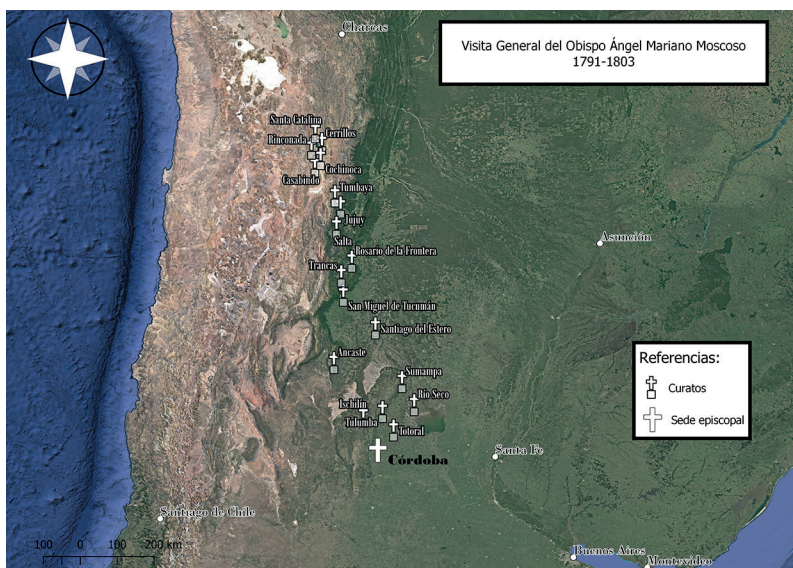 Charcas
Visita General del Obispo Ángel Mariano Moscoso
1791-1803
Santa Catalina
Cerrillos
Rinconada
Cochinoca
Casabindo
Tumbaya
Jujuy
Salta
Asunción
Rosario de la Frontera
Trancas
San Miguel de Tucumán
Santiago del Estero
Ancaste
Sumampa
Río Seco
Ischilín
Tulumba
Totoral
Córdoba
Referencias:
Curatos
Sede episcopal
Santa Fe
Santiago de Chile
100 0 100 200 km
Buenos Aires
Montevideo